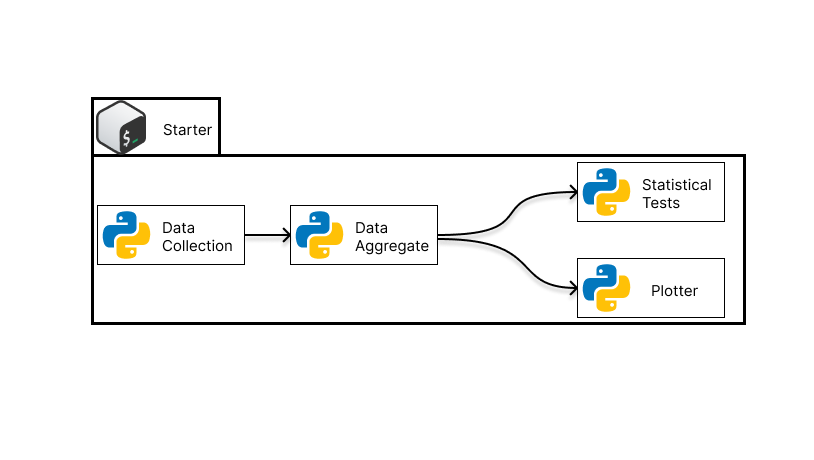 $_
Starter
Data
Collection
Data
Aggregate
Statistical
Tests
Plotter